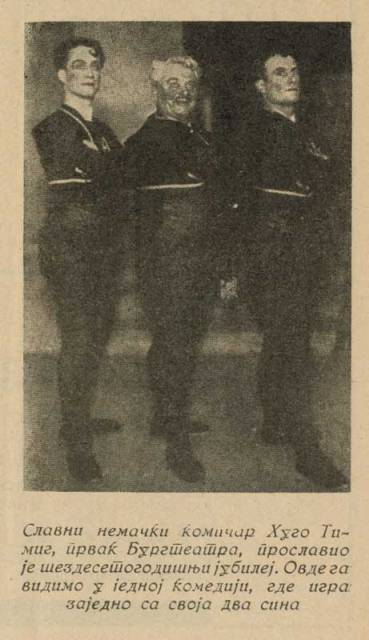 Славни немачки комичар Хуго Ти-
миг, првак Бургтеатра, прославио
је шездесетогодишњи јубилеј. Овде га
видимо у једној комедији, где игра
заједно са своја два сина